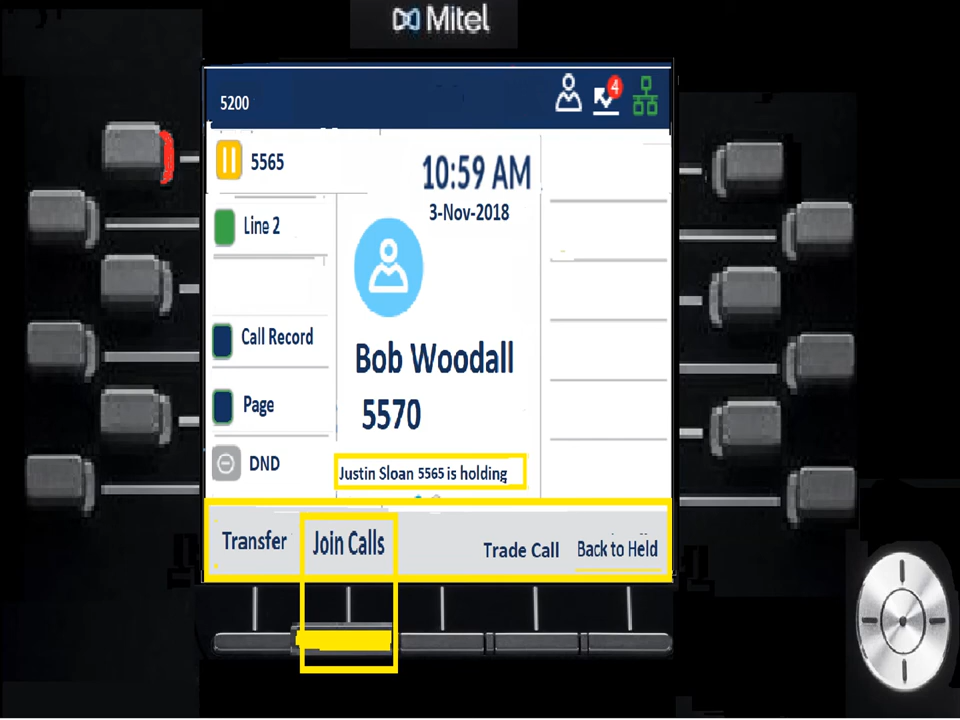 Mitel
5200
4
5565
10:59 AM
3-Nov-2018
Line 2
Call Record
Bob Woodall
Page
5570
DND
Justin Sloan 5565 is holding
Transfer
Join Calls
Trade Call
Back to Held